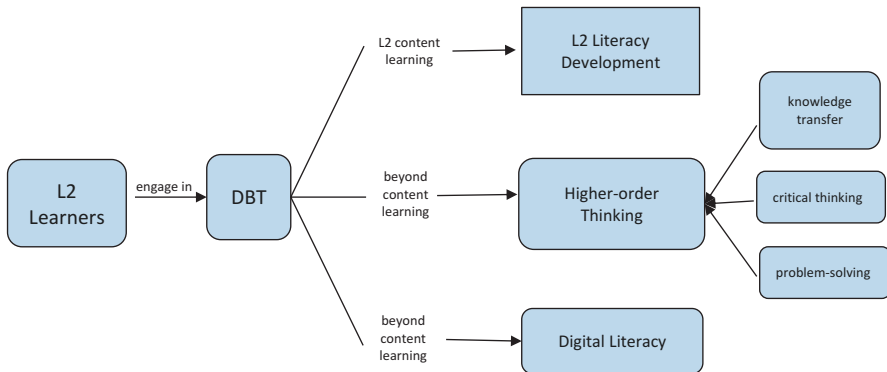 L2
Learners
engage in
DBT
L2 content
learning
L2 Literacy
Development
beyond
content
learning
Higher-order
Thinking
knowledge
transfer
critical thinking
problem-solving
beyond
content
learning
Digital Literacy